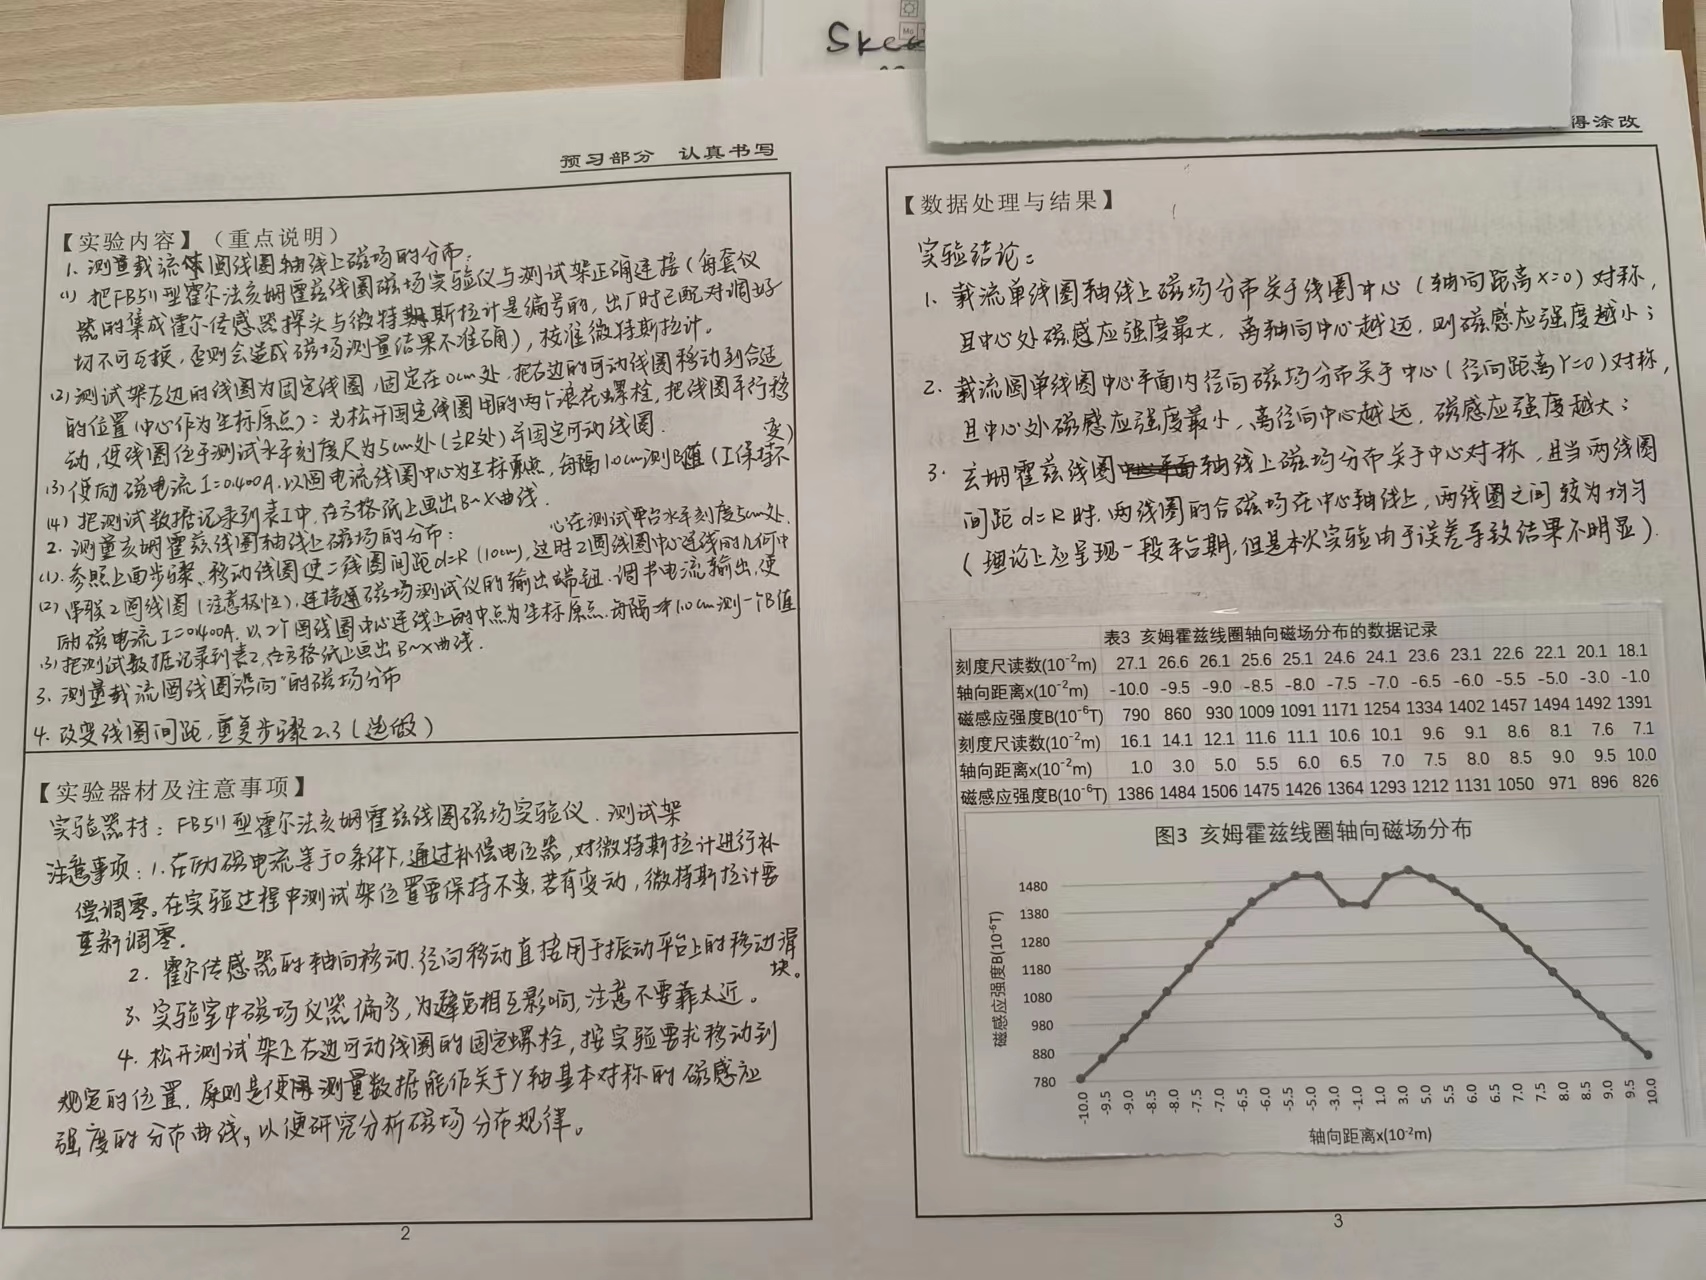 Skec
得涂改
预习部分 认真书写
【实验内容】（重点说明）
1. 测量载流圆线圈轴线上磁场的分布:
(1) 把FB511型霍尔法亥姆霍兹线圈磁场实验仪与测试架正确连接(每套仪
器的集成霍尔传感器探头与微特斯拉计是编号的, 出厂时已配对调好
切不可互换, 否则会造成磁场测量结果不准确), 校准微特斯拉计。
(2) 测试架左边的线圈为固定线圈, 固定在0cm处, 把右边的可动线圈移动到合适
的位置(中心作为坐标原点): 先松开固定线圈用的两个滚花螺栓, 把线圈平行移
动, 使线圈位于测试水平刻度尺为5cm处(½R处)并固定可动线圈.
(3) 使励磁电流I=0.400A. 以圆电流线圈中心为坐标原点, 每隔1.0cm测B值(I保持不变)
(4) 把测试数据记录到表1中, 在方格纸上画出B-X曲线.
2. 测量亥姆霍兹线圈轴线上磁场的分布:
(1). 参照上面步骤、移动线圈使二线圈间距d=R(10cm), 这时2圆线圈中心连线的几何中
心在测试平台水平刻度5cm处.
(2) 串联2圆线圈(注意极性), 连接通磁场测试仪的输出端钮. 调节电流输出, 使
励磁电流I=0.400A. 以2个圆线圈中心连线上的中点为坐标原点. 每隔1.0cm测一个B值
(3) 把测试数据记录到表2, 在方格纸上画出B~X曲线.
3. 测量载流圆线圈“沿向”的磁场分布
4. 改变线圈间距, 重复步骤2.3(选做)
【实验器材及注意事项】
实验器材: FB511型霍尔法亥姆霍兹线圈磁场实验仪. 测试架
注意事项: 1. 在励磁电流等于0条件下, 通过补偿电位器, 对微特斯拉计进行补
偿调零。在实验过程中测试架位置要保持不变, 若有变动, 微特斯拉计要
重新调零.
2. 霍尔传感器的轴向移动. 径向移动直接用于振动平台上的移动滑块。
3. 实验室中磁场仪器偏多, 为避免相互影响, 注意不要靠太近。
4. 松开测试架上右边可动线圈的固定螺栓, 按实验要求移动到
规定的位置. 原则是使测量数据能作关于Y轴基本对称的磁感应
强度的分布曲线, 以便研究分析磁场分布规律。
2
【数据处理与结果】
实验结论:
1. 载流单线圈轴线上磁场分布关于线圈中心(轴向距离X=0)对称,
且中心处磁感应强度最大, 离轴向中心越远, 则磁感应强度越小;
2. 载流圆单线圈中心平面内径向磁场分布关于中心(径向距离Y=0)对称,
且中心处磁感应强度最小, 离径向中心越远, 磁感应强度越大;
3. 亥姆霍兹线圈轴线上磁场分布关于中心对称, 且当两线圈
间距d=R时, 两线圈的合磁场在中心轴线上, 两线圈之间较为均匀
(理论上应呈现一段平台期, 但是本次实验由于误差导致结果不明显).
表3 亥姆霍兹线圈轴向磁场分布的数据记录
刻度尺读数(10⁻²m) 27.1 26.6 26.1 25.6 25.1 24.6 24.1 23.6 23.1 22.6 22.1 20.1 18.1
轴向距离x(10⁻²m) -10.0 -9.5 -9.0 -8.5 -8.0 -7.5 -7.0 -6.5 -6.0 -5.5 -5.0 -3.0 -1.0
磁感应强度B(10⁻⁶T) 790 860 930 1009 1091 1171 1254 1334 1402 1457 1494 1492 1391
刻度尺读数(10⁻²m) 16.1 14.1 12.1 11.6 11.1 10.6 10.1 9.6 9.1 8.6 8.1 7.6 7.1
轴向距离x(10⁻²m) 1.0 3.0 5.0 5.5 6.0 6.5 7.0 7.5 8.0 8.5 9.0 9.5 10.0
磁感应强度B(10⁻⁶T) 1386 1484 1506 1475 1426 1364 1293 1212 1131 1050 971 896 826
图3 亥姆霍兹线圈轴向磁场分布
磁感应强度B(10⁻⁶T)
1480
1380
1280
1180
1080
980
880
780
-10.0 -9.5 -9.0 -8.5 -8.0 -7.5 -7.0 -6.5 -6.0 -5.5 -5.0 -3.0 -1.0 1.0 3.0 5.0 5.5 6.0 6.5 7.0 7.5 8.0 8.5 9.0 9.5 10.0
轴向距离x(10⁻²m)
3